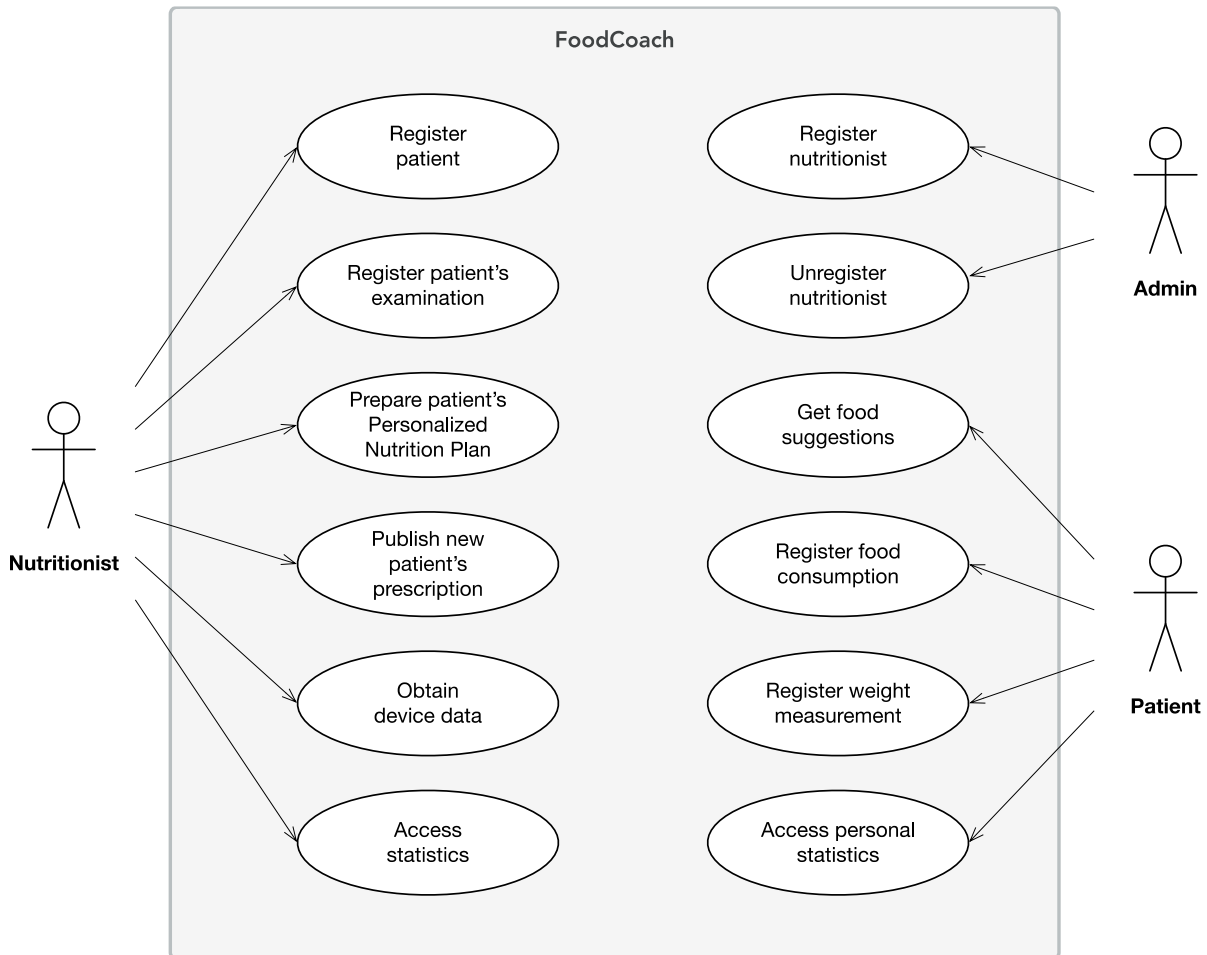 FoodCoach
Register
patient
Register patient’s
examination
Prepare patient’s
Personalized
Nutrition Plan
Publish new
patient’s
prescription
Obtain
device data
Access
statistics
Register
nutritionist
Unregister
nutritionist
Get food
suggestions
Register food
consumption
Register weight
measurement
Access personal
statistics
Nutritionist
Admin
Patient